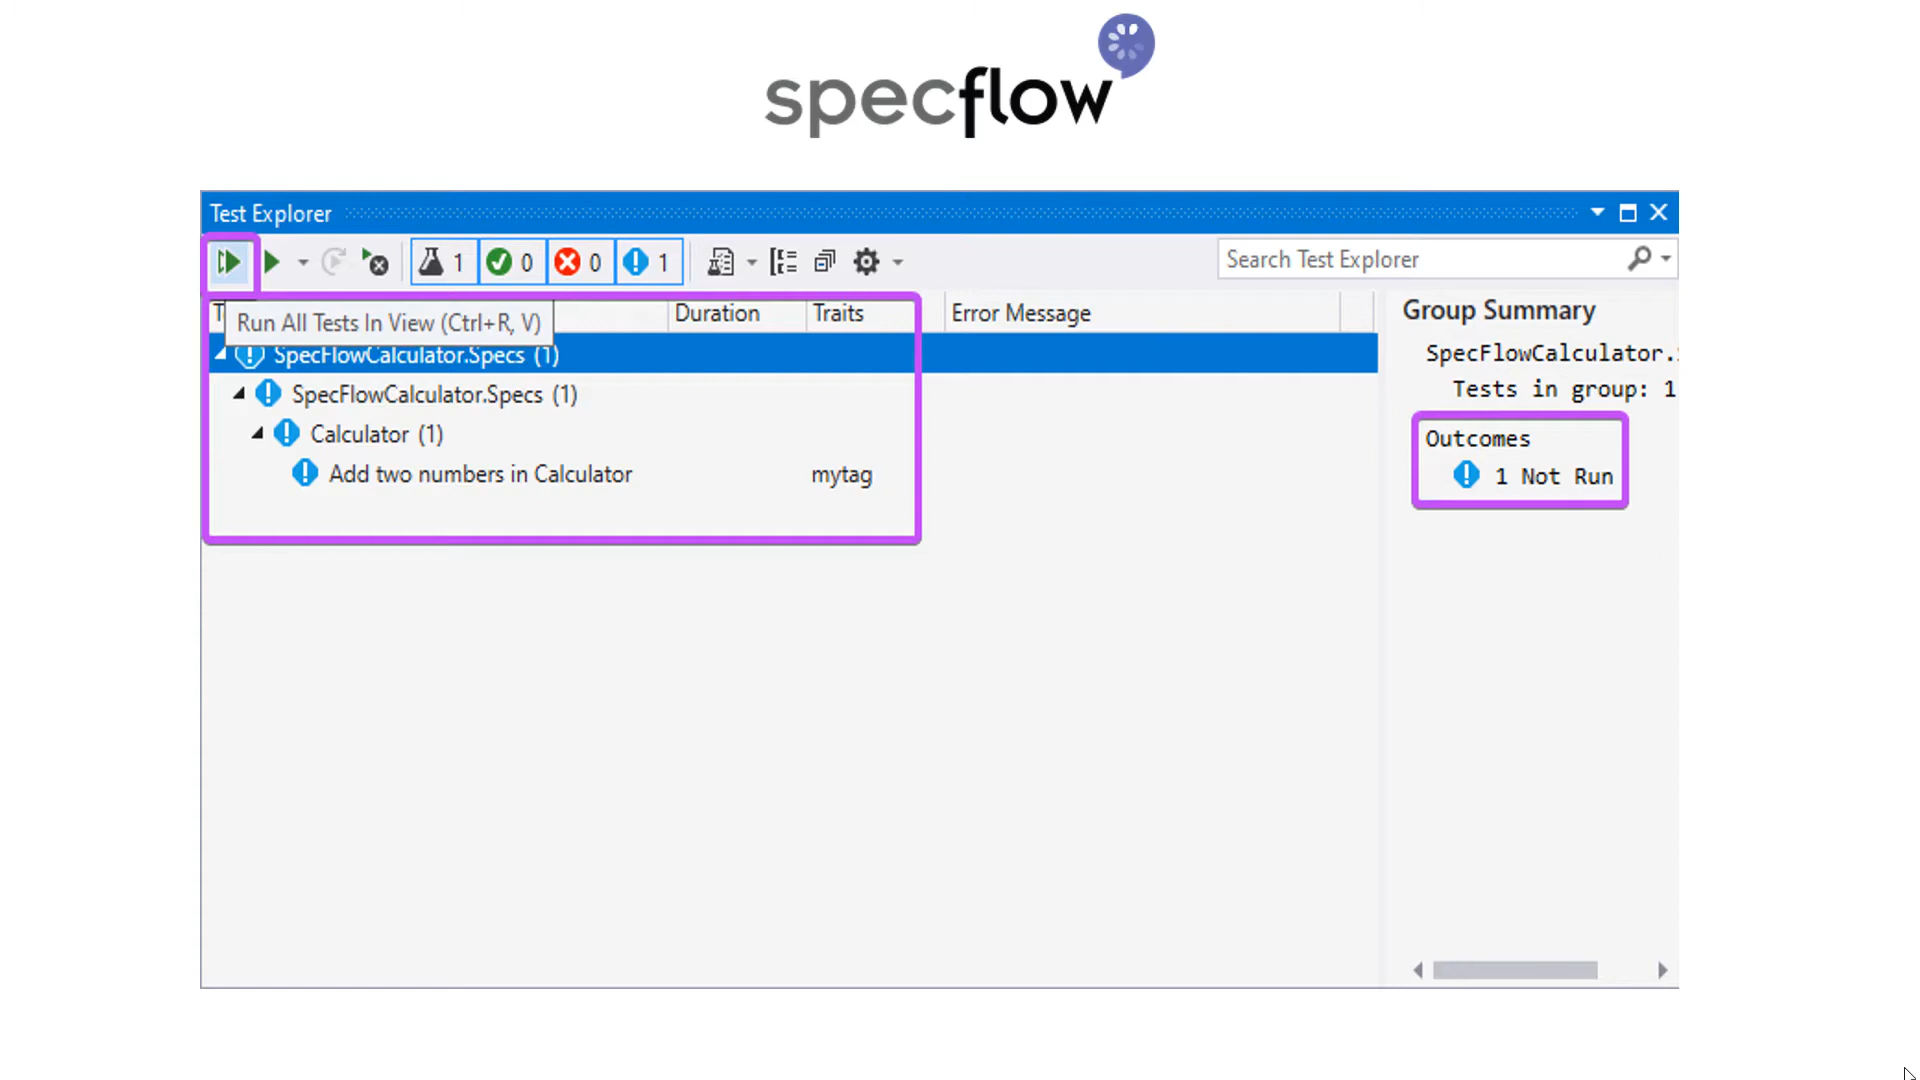 specflow
Test Explorer
1 0 0 1
Search Test Explorer
Run All Tests In View (Ctrl+R, V)
Duration Traits Error Message
SpecFlowCalculator.Specs (1)
SpecFlowCalculator.Specs (1)
Calculator (1)
Add two numbers in Calculator mytag
Group Summary
SpecFlowCalculator.
Tests in group: 1
Outcomes
1 Not Run